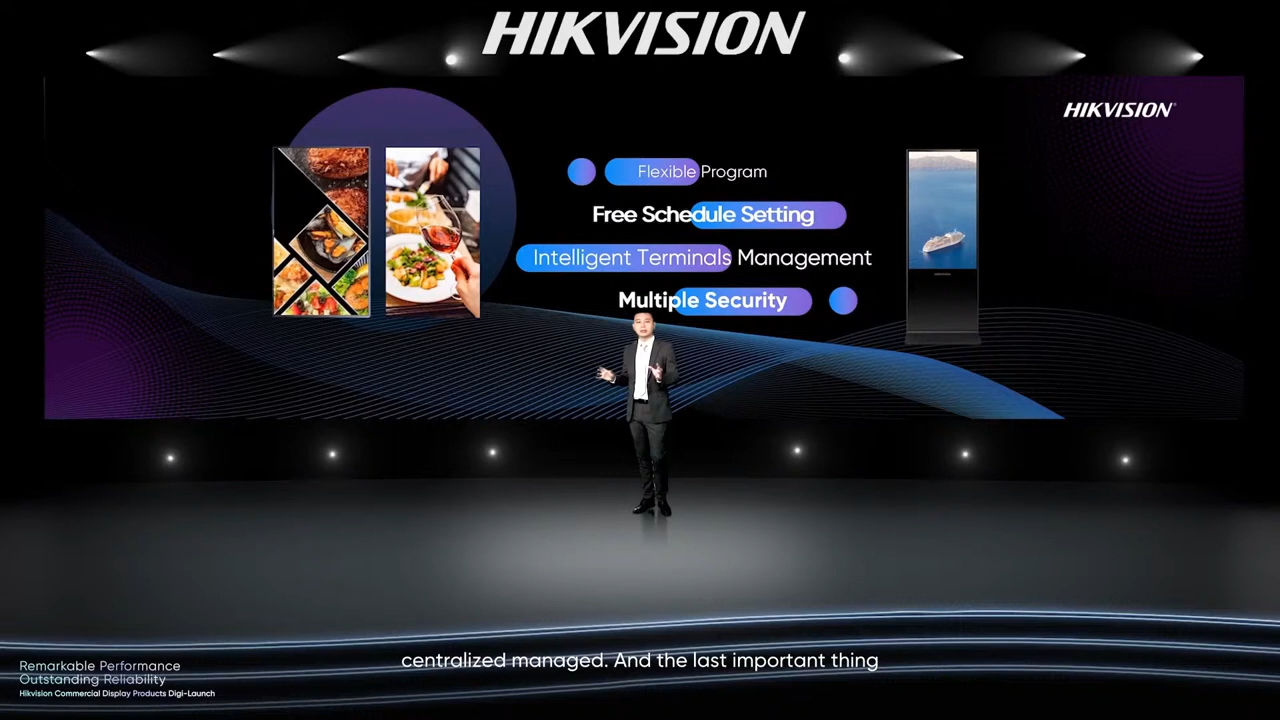 HIKVISION
HIKVISION
Flexible Program
Free Schedule Setting
Intelligent Terminals Management
Multiple Security
centralized managed. And the last important thing
Remarkable Performance
Outstanding Reliability
Hikvision Commercial Display Products Digi-Launch